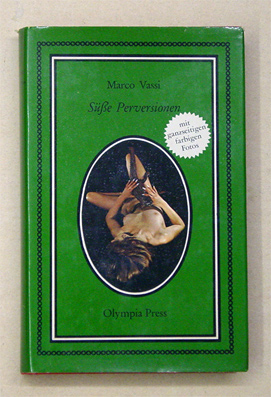 Marco Vassi
Süße Perversionen
mit
ganzseitigen
farbigen
Fotos
Olympia Press